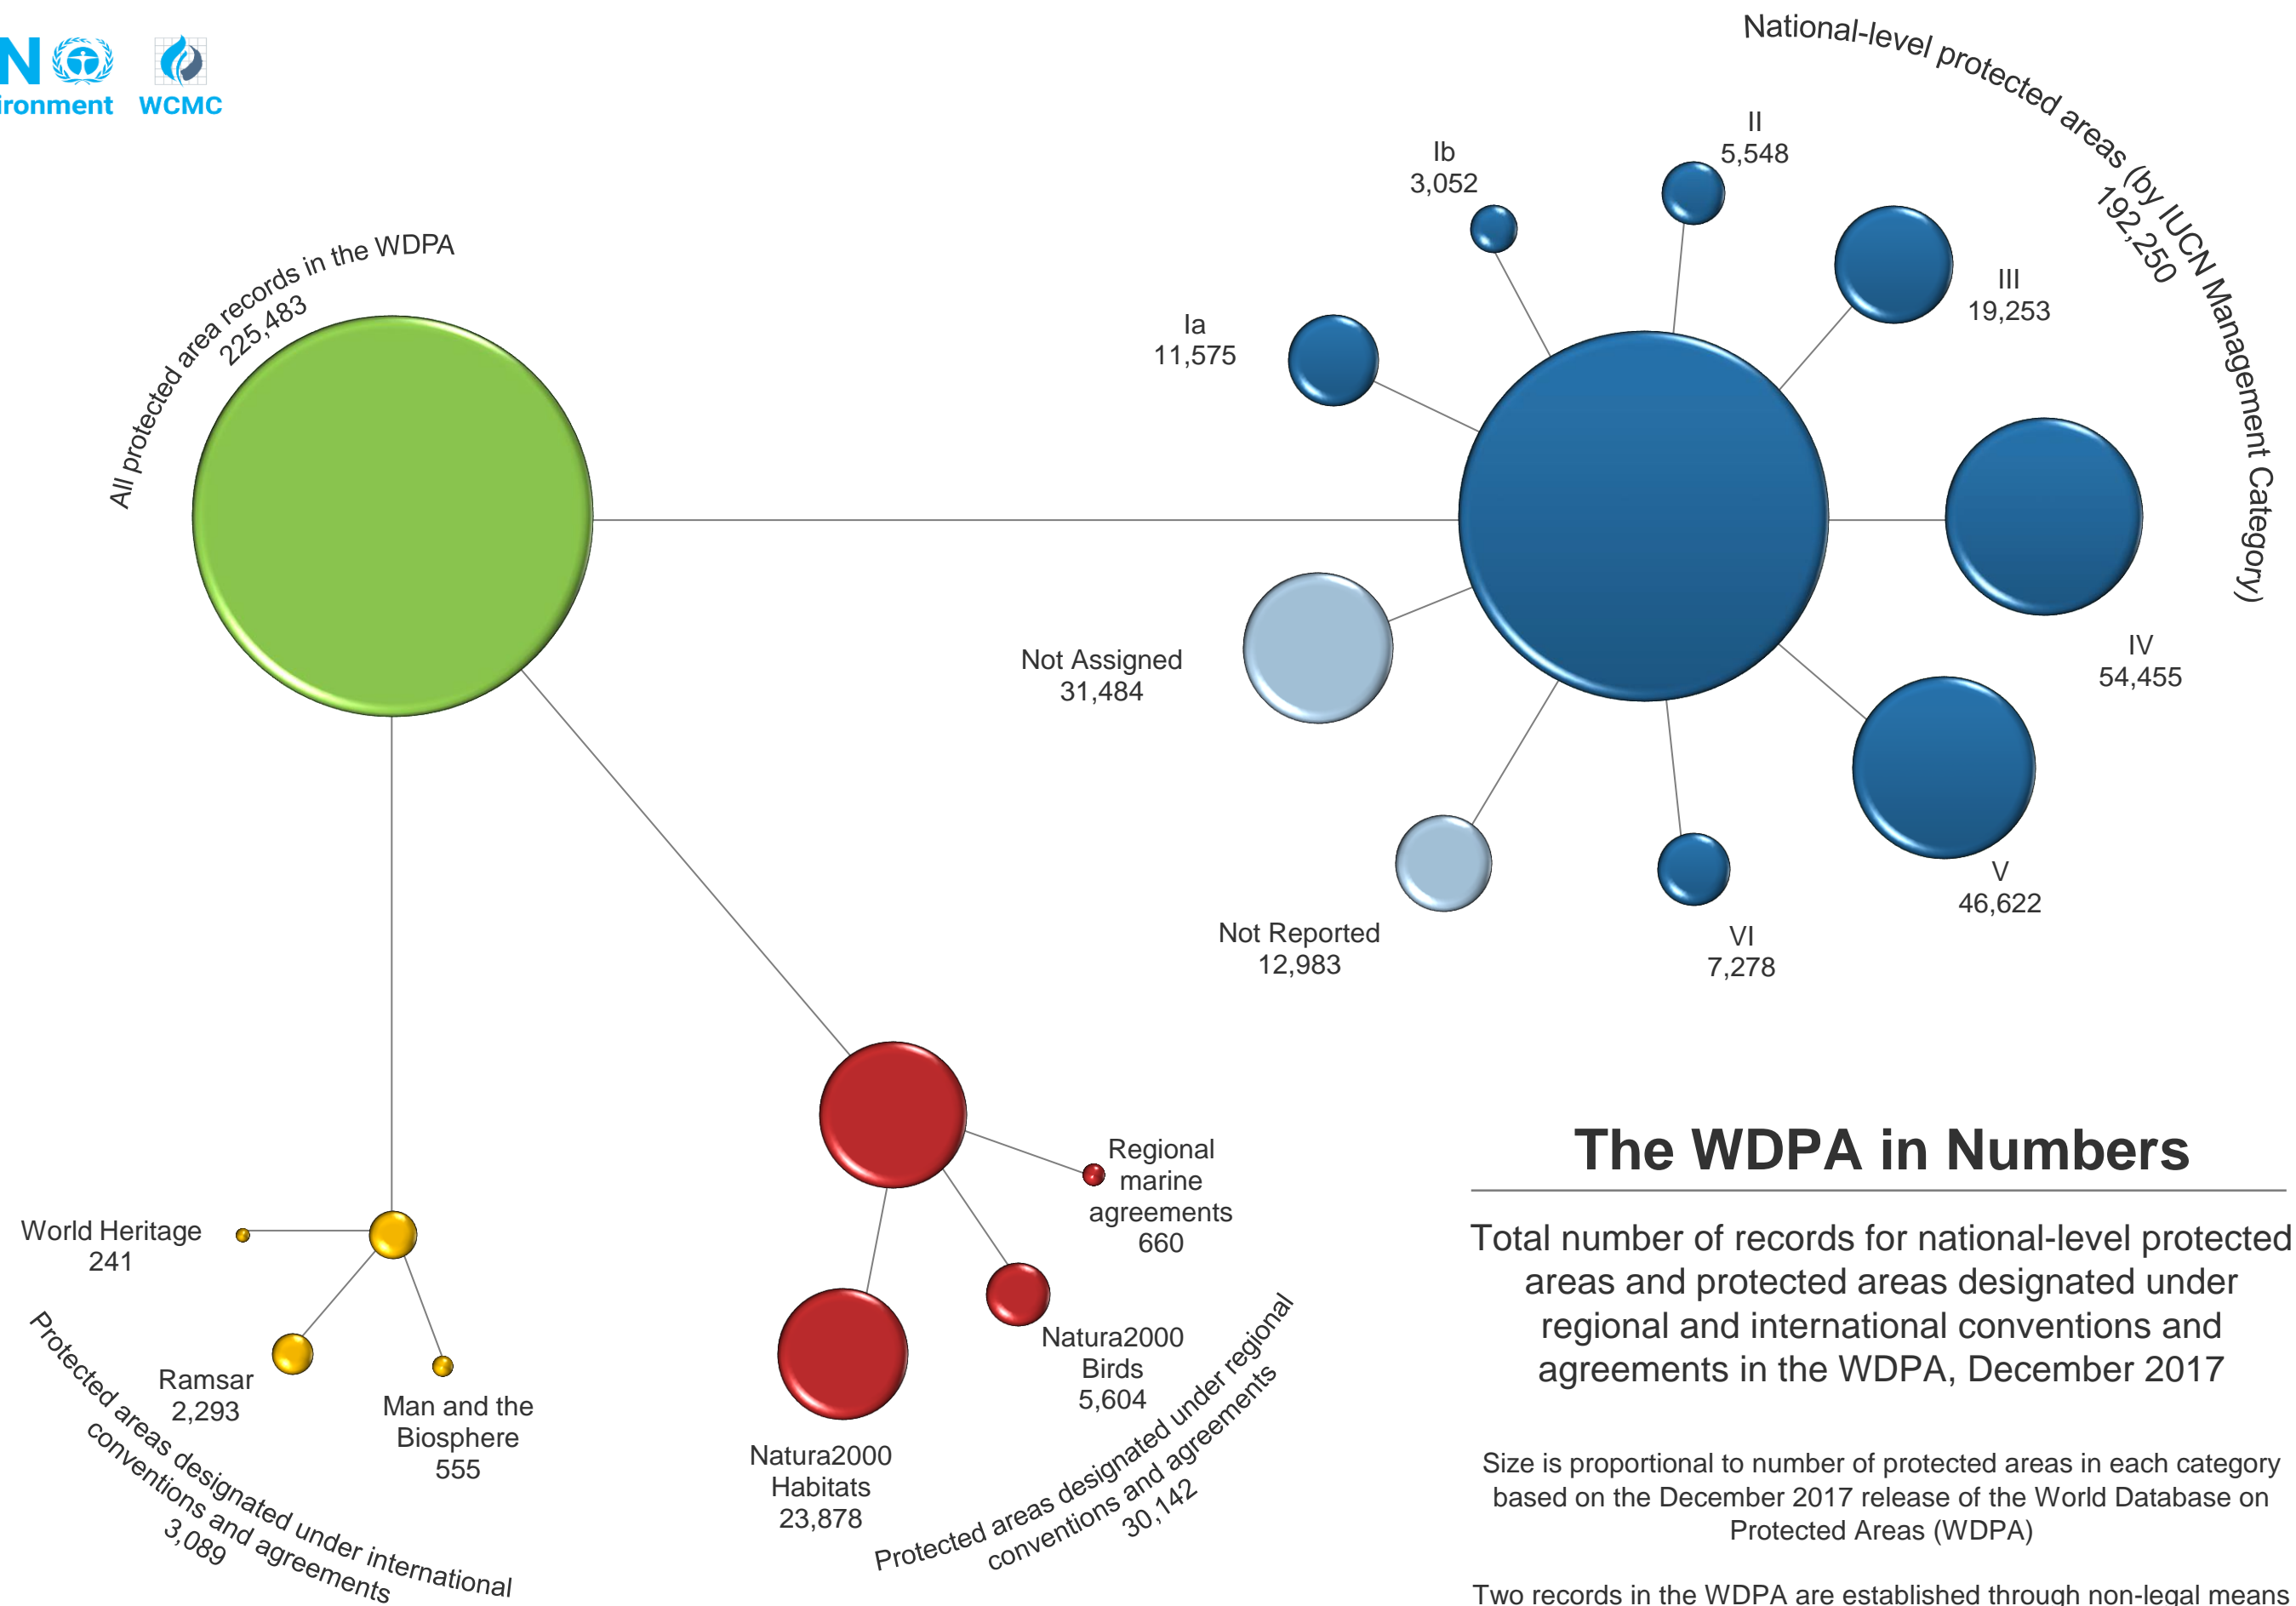 N
ironment
WCMC
National-level protected areas (by IUCN Management Category)
192,250
All protected area records in the WDPA
225,483
Ia
11,575
Ib
3,052
II
5,548
III
19,253
IV
54,455
V
46,622
VI
7,278
Not Reported
12,983
Not Assigned
31,484
World Heritage
241
Ramsar
2,293
Man and the
Biosphere
555
Protected areas designated under international
conventions and agreements
3,089
Regional
marine
agreements
660
Natura2000
Birds
5,604
Natura2000
Habitats
23,878
Protected areas designated under regional
conventions and agreements
30,142
The WDPA in Numbers
Total number of records for national-level protected
areas and protected areas designated under
regional and international conventions and
agreements in the WDPA, December 2017
Size is proportional to number of protected areas in each category
based on the December 2017 release of the World Database on
Protected Areas (WDPA)
Two records in the WDPA are established through non-legal means